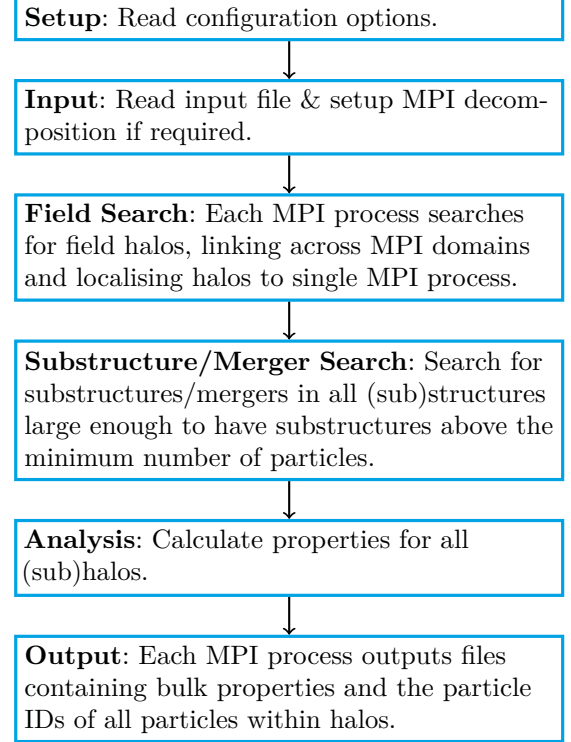 Setup: Read configuration options.
Input: Read input file & setup MPI decom-
position if required.
Field Search: Each MPI process searches
for field halos, linking across MPI domains
and localising halos to single MPI process.
Substructure/Merger Search: Search for
substructures/mergers in all (sub)structures
large enough to have substructures above the
minimum number of particles.
Analysis: Calculate properties for all
(sub)halos.
Output: Each MPI process outputs files
containing bulk properties and the particle
IDs of all particles within halos.